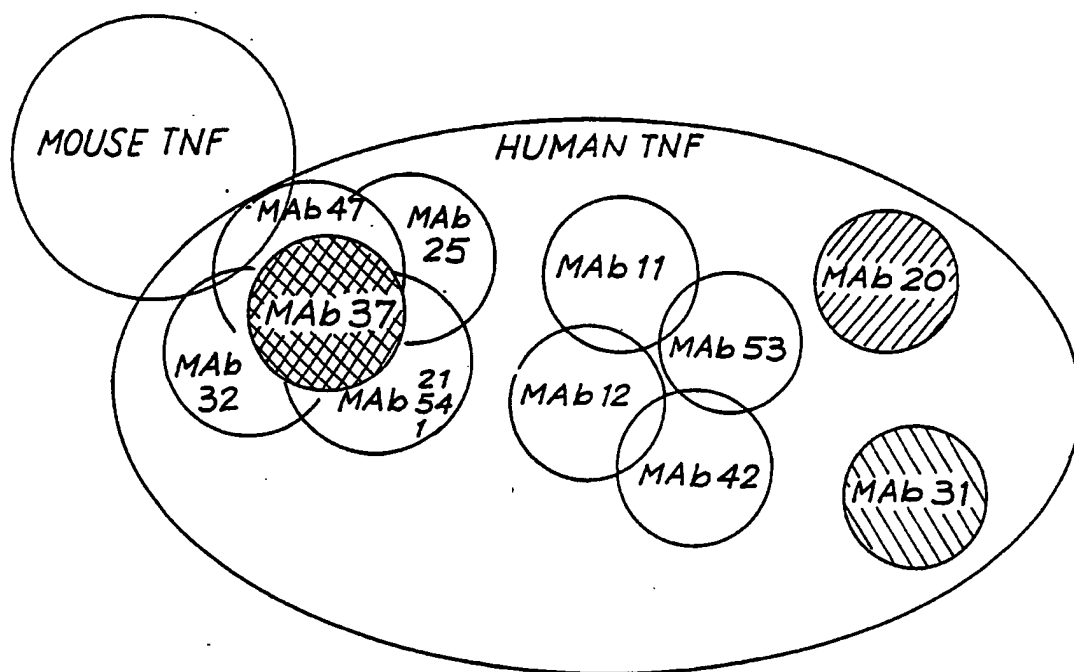 MOUSE TNF
HUMAN TNF
MAb 47
MAb
25
MAb 37
MAb
32
MAb 21
54
1
MAb 11
MAb 53
MAb 12
MAb 42
MAb 20
MAb 31